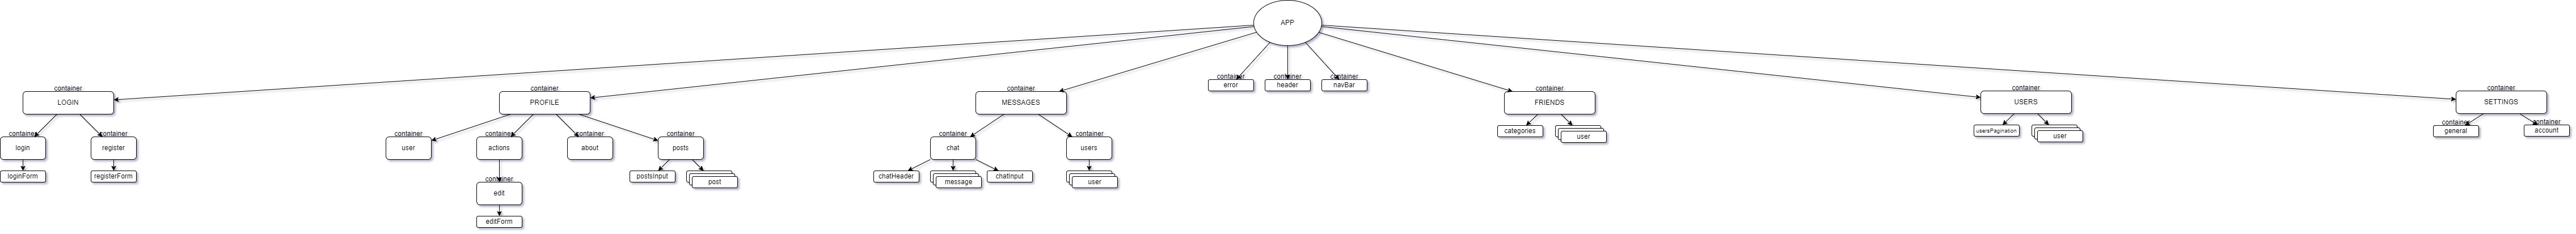 APP
container
error
container
header
container
navBar
container
LOGIN
container
PROFILE
container
MESSAGES
container
FRIENDS
container
USERS
container
SETTINGS
container
login
container
register
container
user
container
actions
container
about
container
posts
container
chat
container
users
categories
user
usersPagination
user
container
general
container
account
loginForm
registerForm
postsInput
post
chatHeader
message
chatInput
user
container
edit
editForm